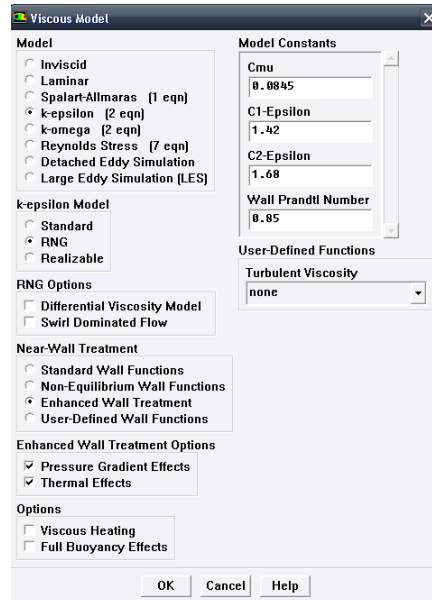 Viscous Model
Model
Inviscid
Laminar
Spalart-Allmaras (1 eqn)
k-epsilon (2 eqn)
k-omega (2 eqn)
Reynolds Stress (7 eqn)
Detached Eddy Simulation
Large Eddy Simulation (LES)
k-epsilon Model
Standard
RNG
Realizable
RNG Options
Differential Viscosity Model
Swirl Dominated Flow
Near-Wall Treatment
Standard Wall Functions
Non-Equilibrium Wall Functions
Enhanced Wall Treatment
User-Defined Wall Functions
Enhanced Wall Treatment Options
Pressure Gradient Effects
Thermal Effects
Options
Viscous Heating
Full Buoyancy Effects
Model Constants
Cmu
0.0845
C1-Epsilon
1.42
C2-Epsilon
1.68
Wall Prandtl Number
0.85
User-Defined Functions
Turbulent Viscosity
none
OK Cancel Help